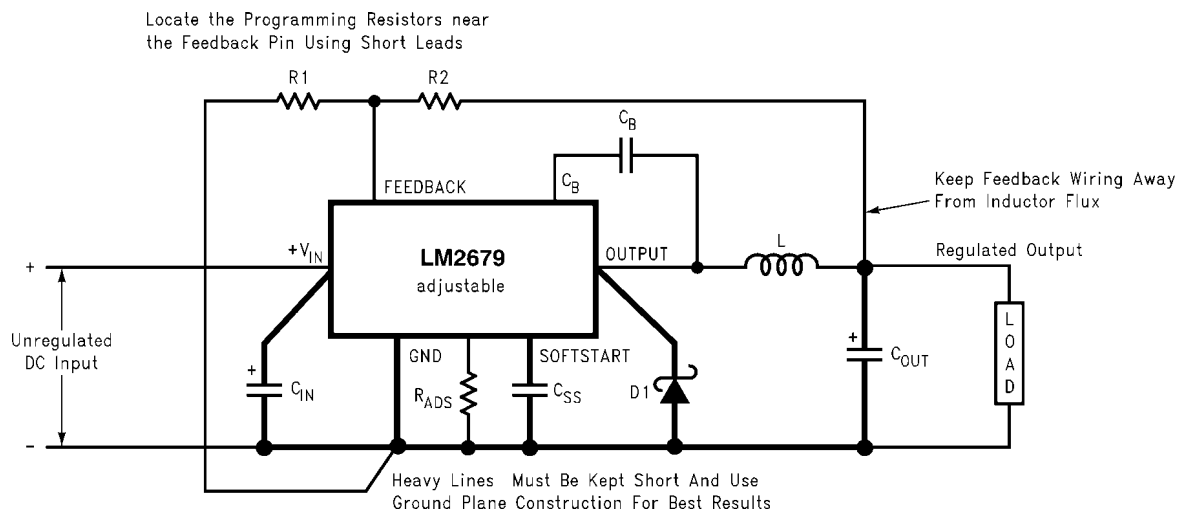 Locate the Programming Resistors near
the Feedback Pin Using Short Leads
R1
R2
C_B
FEEDBACK
C_B
Keep Feedback Wiring Away
From Inductor Flux
+V_IN
LM2679
adjustable
OUTPUT
L
Regulated Output
+
Unregulated
DC Input
-
+
C_IN
GND
R_ADS
SOFTSTART
C_SS
D1
+
C_OUT
LOAD
Heavy Lines Must Be Kept Short And Use
Ground Plane Construction For Best Results